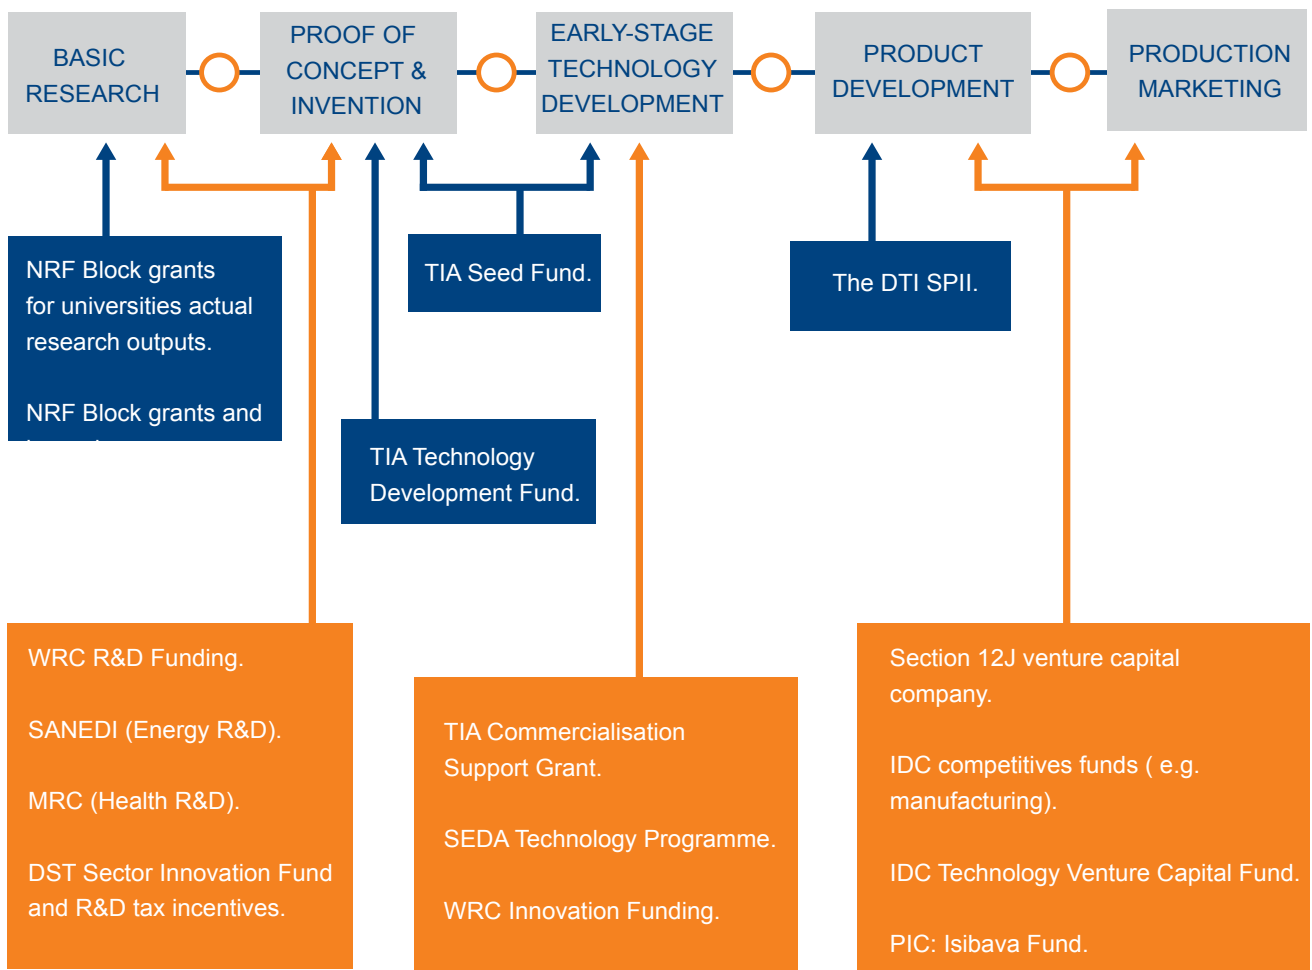 BASIC
RESEARCH
PROOF OF
CONCEPT &
INVENTION
EARLY-STAGE
TECHNOLOGY
DEVELOPMENT
PRODUCT
DEVELOPMENT
PRODUCTION
MARKETING
NRF Block grants
for universities actual
research outputs.
NRF Block grants and
TIA Seed Fund.
The DTI SPII.
TIA Technology
Development Fund.
WRC R&D Funding.
SANEDI (Energy R&D).
MRC (Health R&D).
DST Sector Innovation Fund
and R&D tax incentives.
TIA Commercialisation
Support Grant.
SEDA Technology Programme.
WRC Innovation Funding.
Section 12J venture capital
company.
IDC competitives funds ( e.g.
manufacturing).
IDC Technology Venture Capital Fund.
PIC: Isibava Fund.